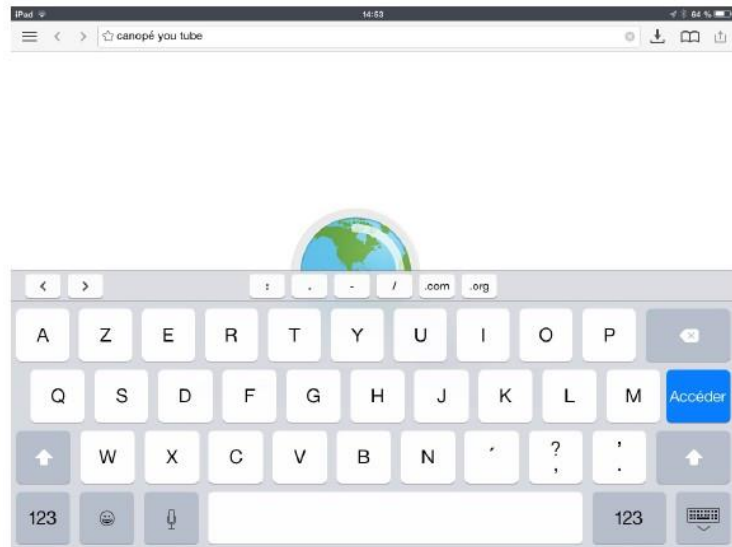 iPad 14:53 64 %
canopé you tube
: . - / .com .org
A Z E R T Y U I O P
Q S D F G H J K L M Accéder
W X C V B N ´ ? , ' .
123 123